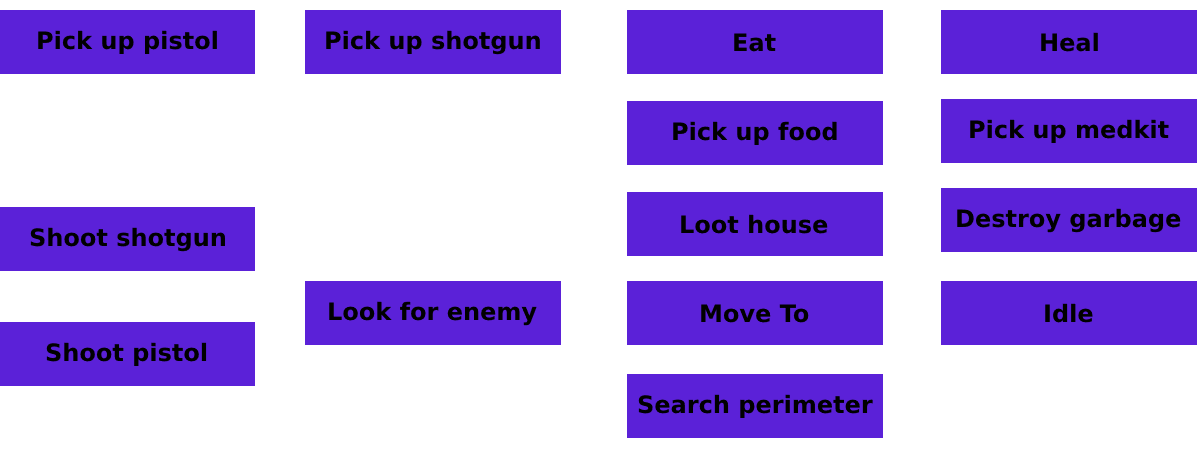 Pick up pistol
Pick up shotgun
Eat
Heal
Pick up food
Pick up medkit
Shoot shotgun
Loot house
Destroy garbage
Look for enemy
Move To
Idle
Shoot pistol
Search perimeter